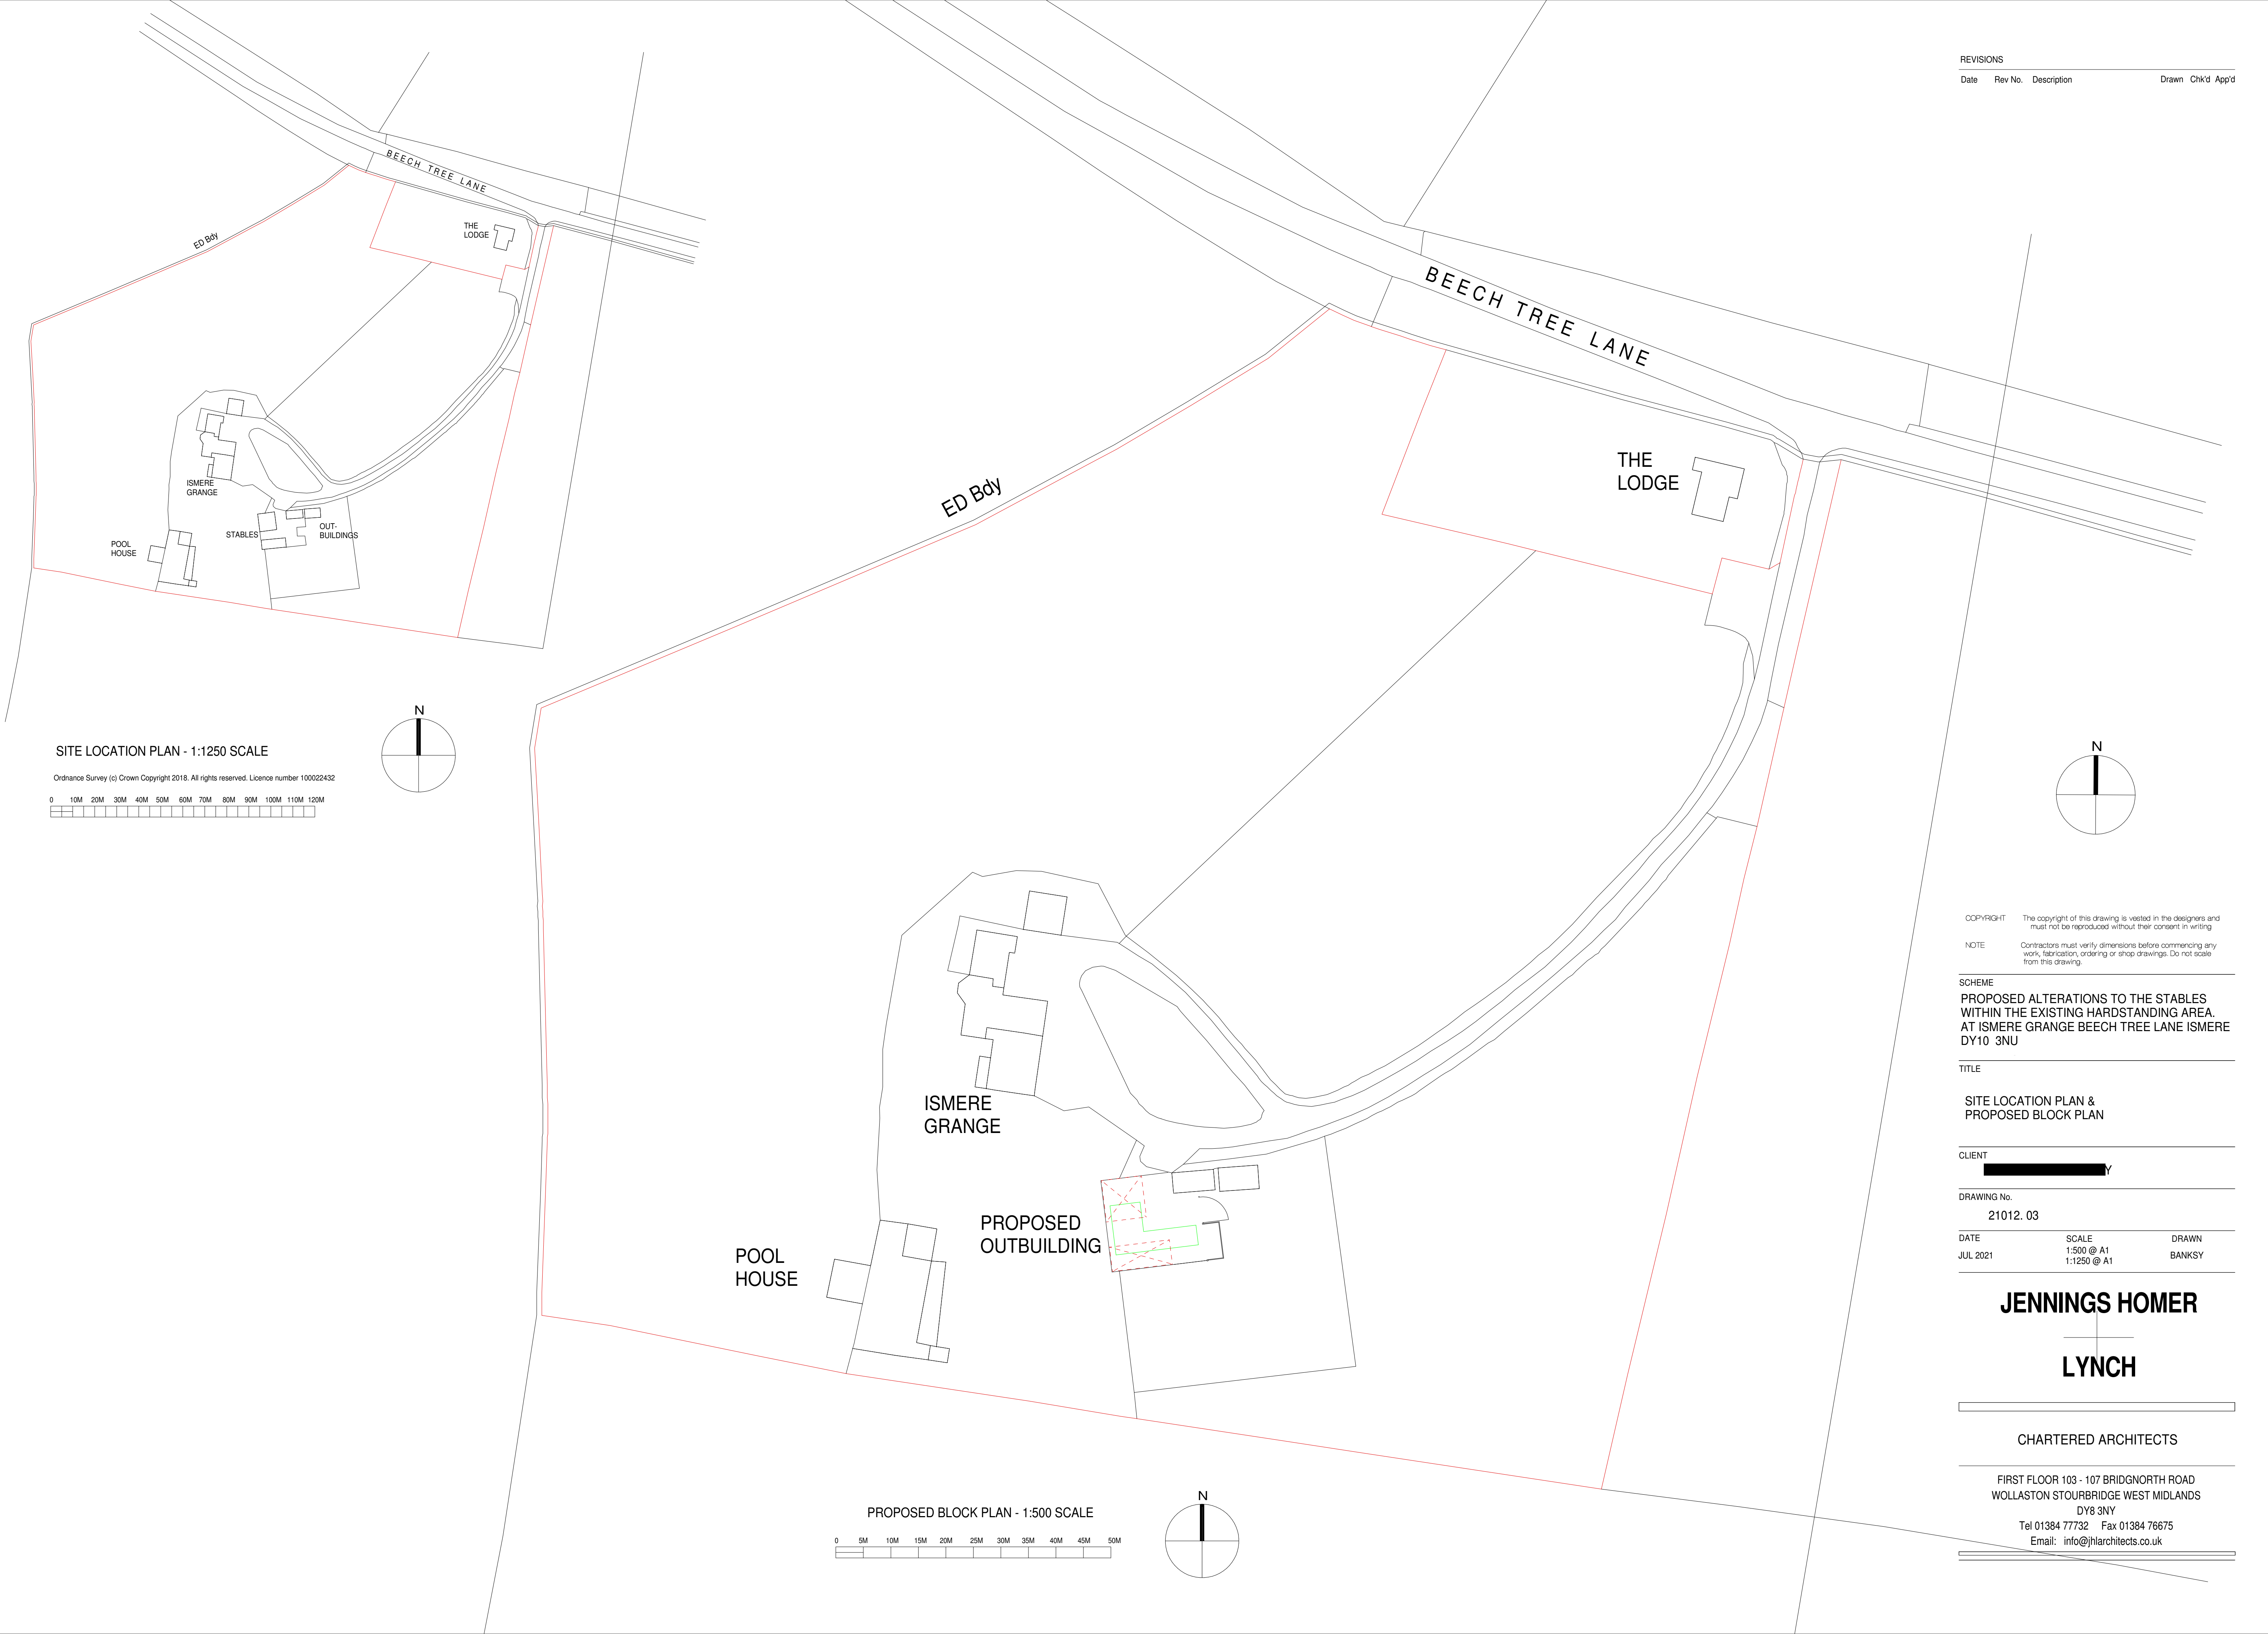 BEECH TREE LANE
THE
LODGE
ED Bdy
ISMERE
GRANGE
STABLES
OUT-
BUILDINGS
POOL
HOUSE
N
SITE LOCATION PLAN - 1:1250 SCALE
Ordnance Survey (c) Crown Copyright 2018. All rights reserved. Licence number 100022432
0 10M 20M 30M 40M 50M 60M 70M 80M 90M 100M 110M 120M
BEECH TREE LANE
THE
LODGE
ED Bdy
ISMERE
GRANGE
PROPOSED
OUTBUILDING
POOL
HOUSE
N
PROPOSED BLOCK PLAN - 1:500 SCALE
0 5M 10M 15M 20M 25M 30M 35M 40M 45M 50M
REVISIONS
Date Rev No. Description Drawn Chk'd App'd
N
COPYRIGHT The copyright of this drawing is vested in the designers and
must not be reproduced without their consent in writing
NOTE Contractors must verify dimensions before commencing any
work, fabrication, ordering or shop drawings. Do not scale
from this drawing.
SCHEME
PROPOSED ALTERATIONS TO THE STABLES
WITHIN THE EXISTING HARDSTANDING AREA.
AT ISMERE GRANGE BEECH TREE LANE ISMERE
DY10 3NU
TITLE
SITE LOCATION PLAN &
PROPOSED BLOCK PLAN
CLIENT
Y
DRAWING No.
21012. 03
DATE SCALE DRAWN
JUL 2021 1:500 @ A1 BANKSY
1:1250 @ A1
JENNINGS HOMER
LYNCH
CHARTERED ARCHITECTS
FIRST FLOOR 103 - 107 BRIDGNORTH ROAD
WOLLASTON STOURBRIDGE WEST MIDLANDS
DY8 3NY
Tel 01384 77732 Fax 01384 76675
Email: info@jhlarchitects.co.uk